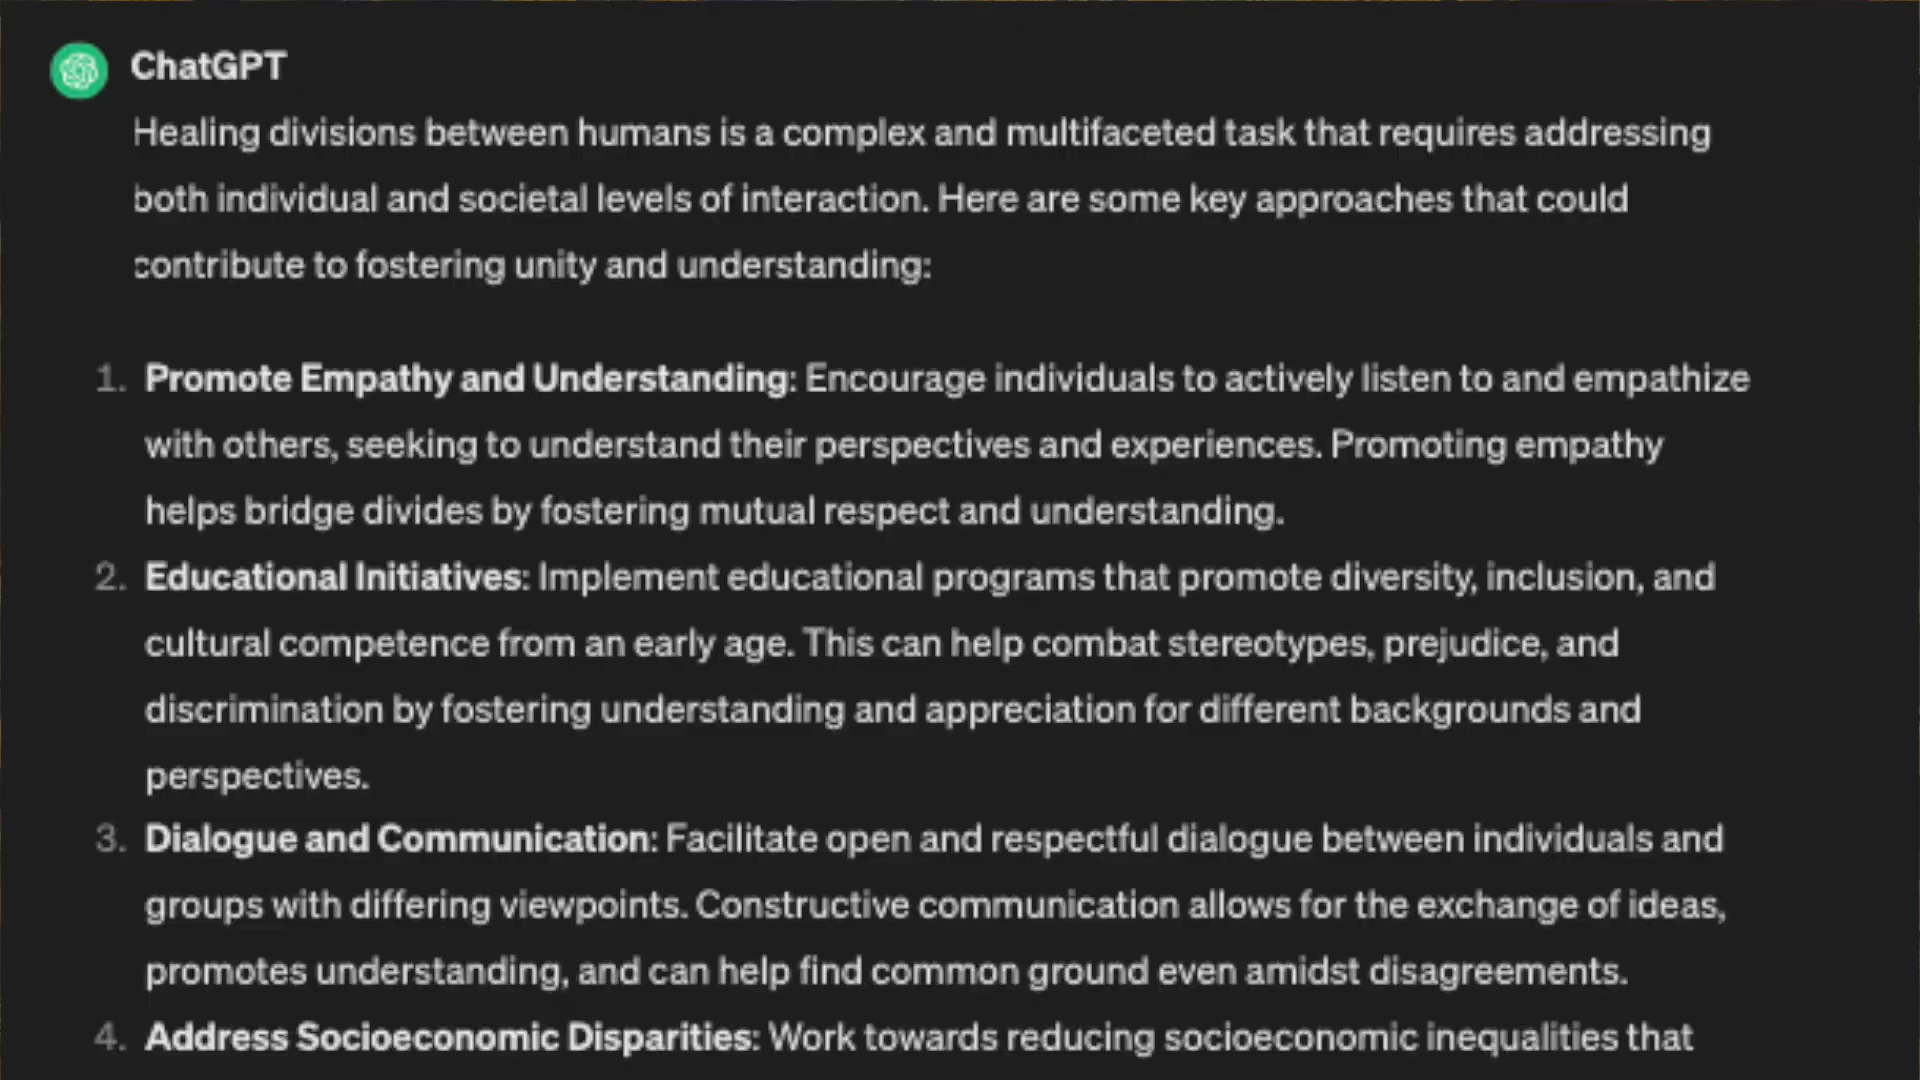 ChatGPT
Healing divisions between humans is a complex and multifaceted task that requires addressing
both individual and societal levels of interaction. Here are some key approaches that could
contribute to fostering unity and understanding:
1. Promote Empathy and Understanding: Encourage individuals to actively listen to and empathize
with others, seeking to understand their perspectives and experiences. Promoting empathy
helps bridge divides by fostering mutual respect and understanding.
2. Educational Initiatives: Implement educational programs that promote diversity, inclusion, and
cultural competence from an early age. This can help combat stereotypes, prejudice, and
discrimination by fostering understanding and appreciation for different backgrounds and
perspectives.
3. Dialogue and Communication: Facilitate open and respectful dialogue between individuals and
groups with differing viewpoints. Constructive communication allows for the exchange of ideas,
promotes understanding, and can help find common ground even amidst disagreements.
4. Address Socioeconomic Disparities: Work towards reducing socioeconomic inequalities that